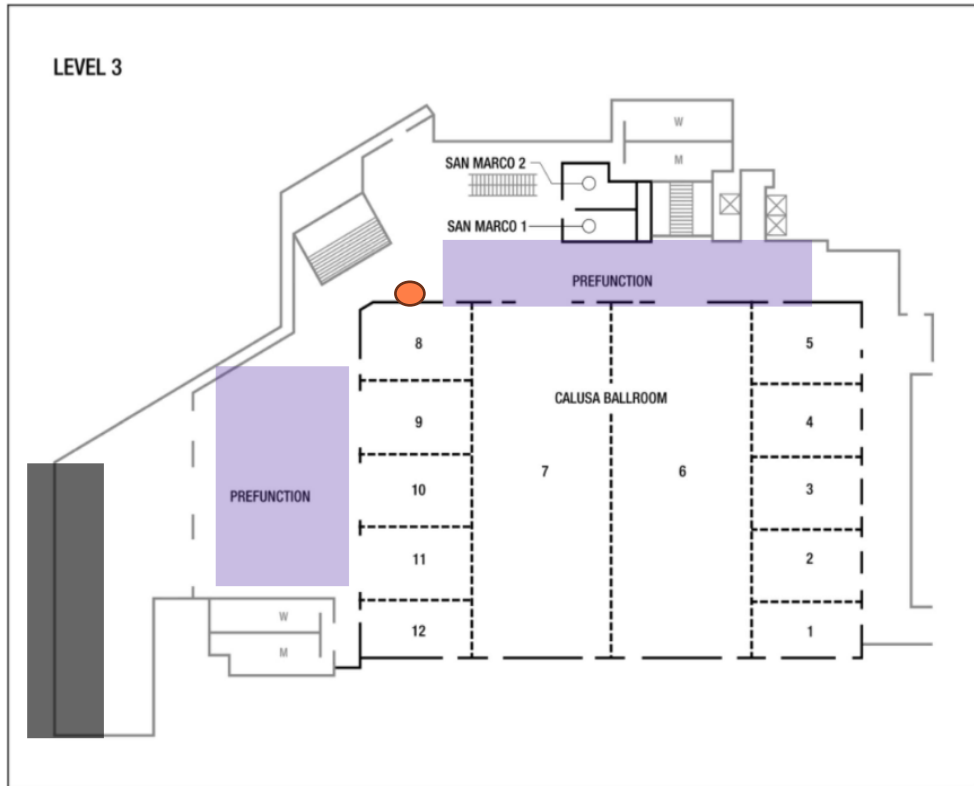 LEVEL 3
W
M
SAN MARCO 2
SAN MARCO 1
PREFUNCTION
8
5
CALUSA BALLROOM
9
4
7
6
10
3
PREFUNCTION
11
2
W
12
1
M